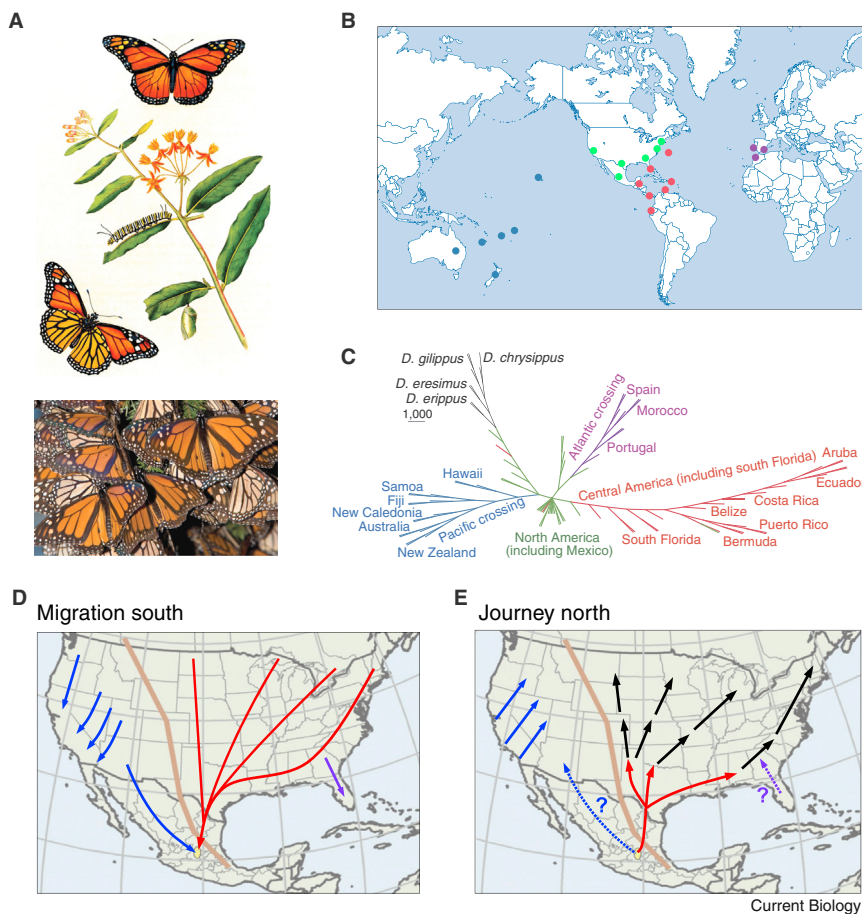 A
B
C
D. gilippus
D. chrysippus
D. eresimus
D. erippus
1,000
Atlantic crossing
Spain
Morocco
Portugal
Hawaii
Samoa
Fiji
New Caledonia
Australia
New Zealand
Pacific crossing
North America
(including Mexico)
Central America (including south Florida)
Aruba
Ecuador
Costa Rica
Belize
Puerto Rico
Bermuda
South Florida
D
Migration south
E
Journey north
?
?
Current Biology